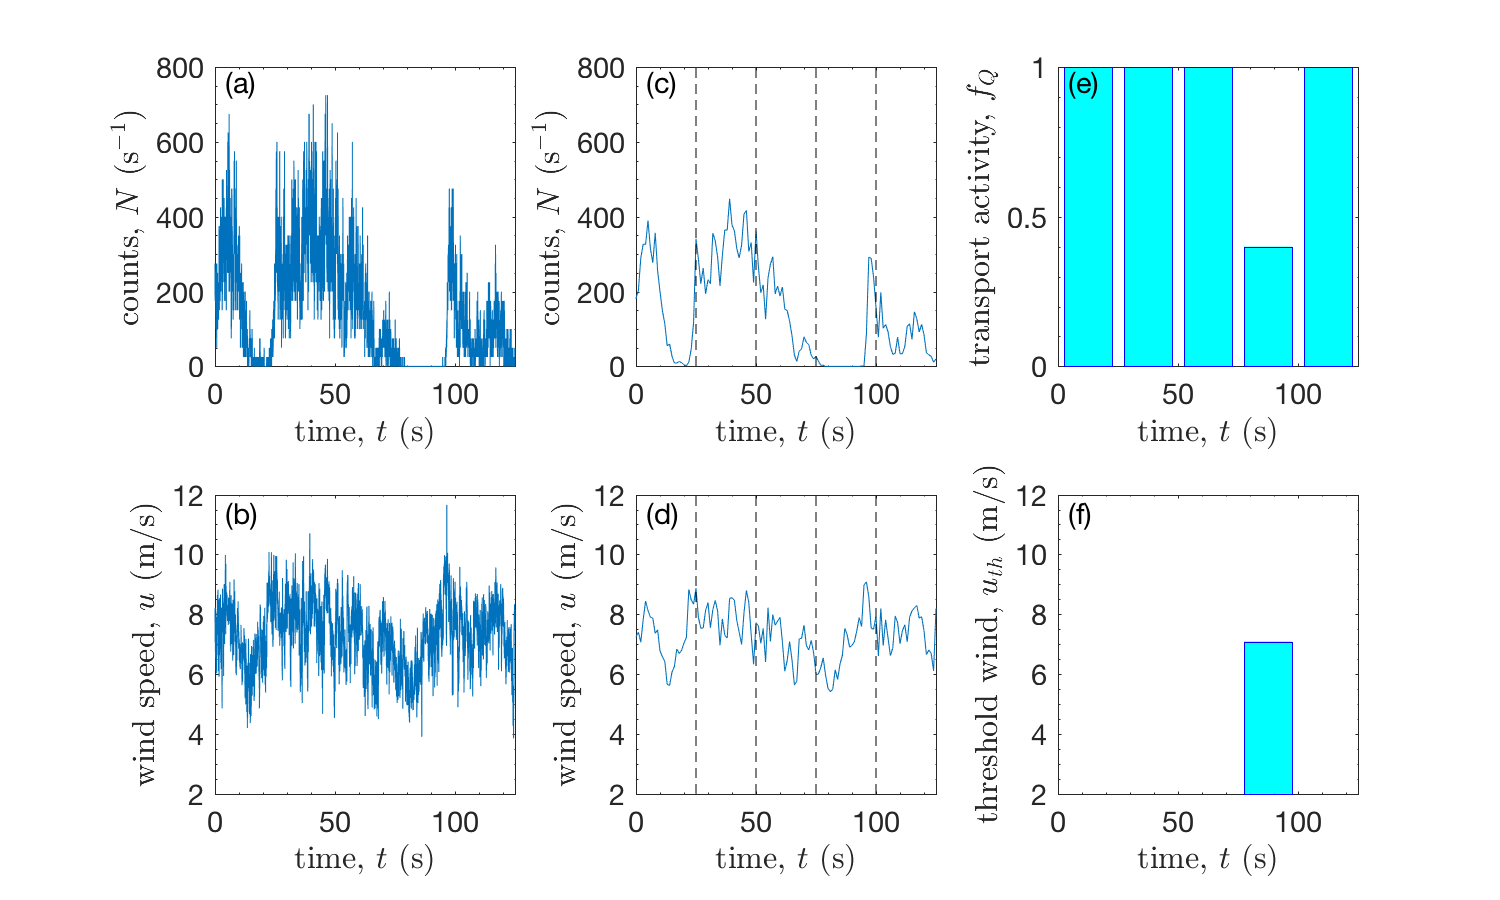 (a)
800
600
400
200
0
0 50 100
counts, N (s⁻¹)
time, t (s)
(c)
800
600
400
200
0
0 50 100
counts, N (s⁻¹)
time, t (s)
(e)
1
0.5
0
0 50 100
transport activity, f_Q
time, t (s)
(b)
12
10
8
6
4
2
0 50 100
wind speed, u (m/s)
time, t (s)
(d)
12
10
8
6
4
2
0 50 100
wind speed, u (m/s)
time, t (s)
(f)
12
10
8
6
4
2
0 50 100
threshold wind, u_th (m/s)
time, t (s)